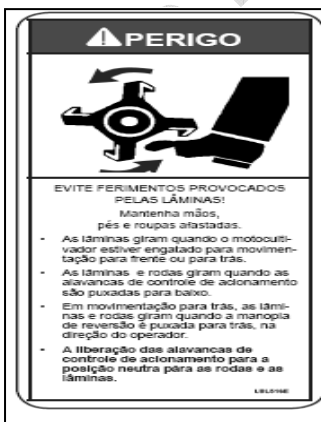 PERIGO
EVITE FERIMENTOS PROVOCADOS
PELAS LÂMINAS!
Mantenha mãos,
pés e roupas afastadas.
- As lâminas giram quando o motoculti-
vador estiver engatado para movimen-
tação para frente ou para trás.
- As lâminas e rodas giram quando as
alavancas de controle de acionamento
são puxadas para baixo.
- Em movimentação para trás, as lâmi-
nas e rodas giram quando a manopla
de reversão é puxada para trás, na
direção do operador.
- A liberação das alavancas de
controle de acionamento para a
posição neutra pára as rodas e as
lâminas.